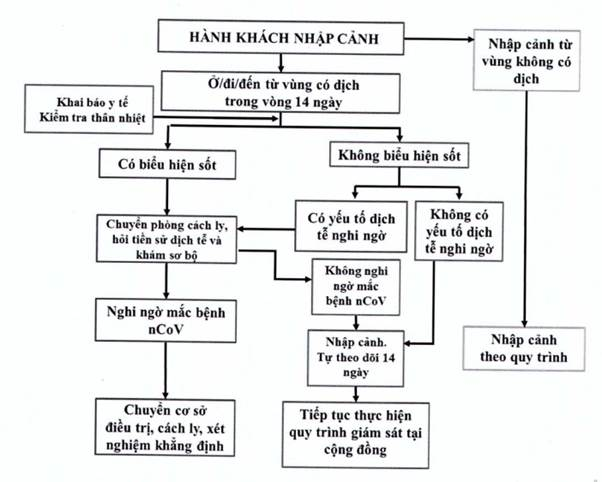 HÀNH KHÁCH NHẬP CẢNH
Nhập cảnh từ
vùng không có
dịch
Ở/đi/đến từ vùng có dịch
trong vòng 14 ngày
Khai báo y tế
Kiểm tra thân nhiệt
Có biểu hiện sốt
Không biểu hiện sốt
Chuyển phòng cách ly,
hỏi tiền sử dịch tễ và
khám sơ bộ
Có yếu tố dịch
tễ nghi ngờ
Không có
yếu tố dịch
tễ nghi ngờ
Không nghi
ngờ mắc
bệnh nCoV
Nghi ngờ mắc bệnh
nCoV
Nhập cảnh.
Tự theo dõi 14
ngày
Nhập cảnh
theo quy trình
Chuyển cơ sở
điều trị, cách ly, xét
nghiệm khẳng định
Tiếp tục thực hiện
quy trình giám sát tại
cộng đồng